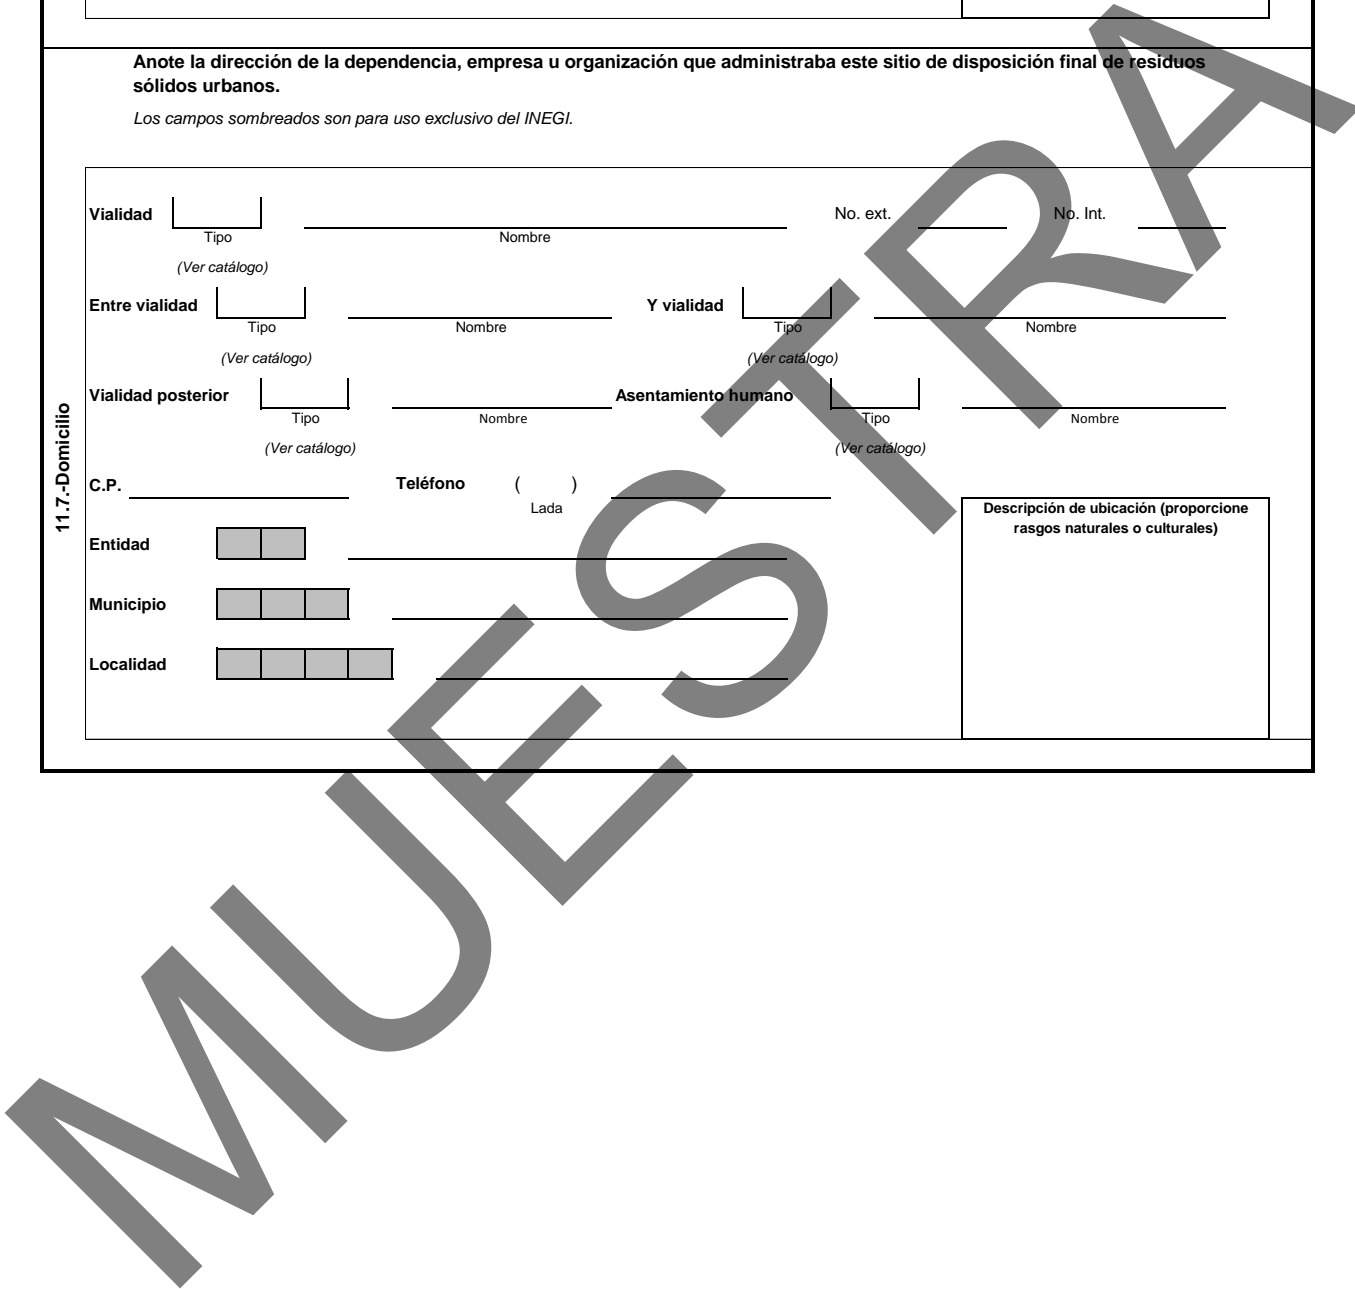 Anote la dirección de la dependencia, empresa u organización que administraba este sitio de disposición final de residuos
sólidos urbanos.
Los campos sombreados son para uso exclusivo del INEGI.
11.7.-Domicilio
Vialidad No. ext. No. Int.
Tipo Nombre
(Ver catálogo)
Entre vialidad Y vialidad
Tipo Nombre Tipo Nombre
(Ver catálogo) (Ver catálogo)
Vialidad posterior Asentamiento humano
Tipo Nombre Tipo Nombre
(Ver catálogo) (Ver catálogo)
C.P. Teléfono ( )
Lada
Descripción de ubicación (proporcione
rasgos naturales o culturales)
Entidad
Municipio
Localidad
MUESTRA